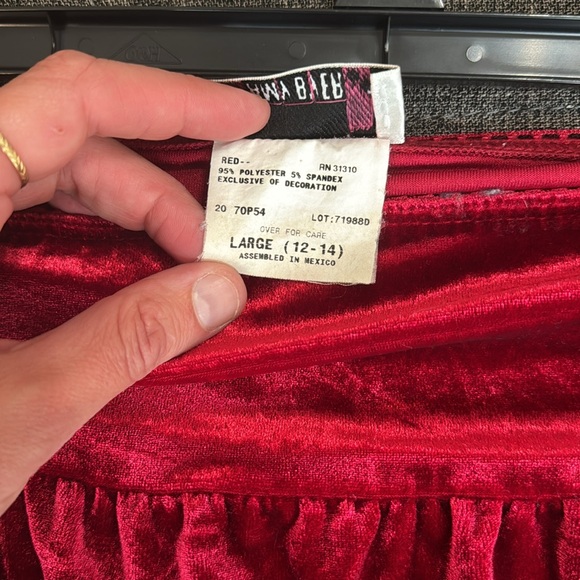 BYER
RED-- RN 31310
95% POLYESTER 5% SPANDEX
EXCLUSIVE OF DECORATION
20 70P54 LOT:71988D
OVER FOR CARE
LARGE (12-14)
ASSEMBLED IN MEXICO